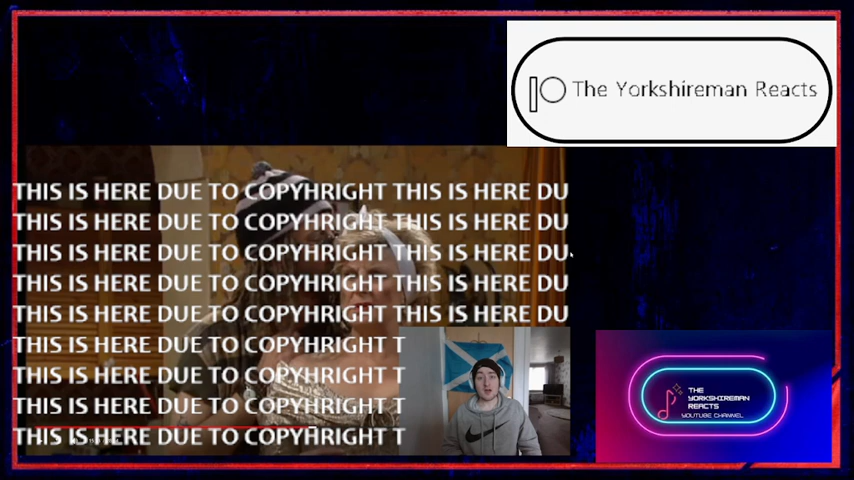 The Yorkshireman Reacts
THIS IS HERE DUE TO COPYHRIGHT THIS IS HERE DU
THIS IS HERE DUE TO COPYHRIGHT THIS IS HERE DU
THIS IS HERE DUE TO COPYHRIGHT THIS IS HERE DU
THIS IS HERE DUE TO COPYHRIGHT THIS IS HERE DU
THIS IS HERE DUE TO COPYHRIGHT THIS IS HERE DU
THIS IS HERE DUE TO COPYHRIGHT T
THIS IS HERE DUE TO COPYHRIGHT T
THIS IS HERE DUE TO COPYHRIGHT T
THIS IS HERE DUE TO COPYHRIGHT T
THE
YORKSHIREMAN
REACTS
YOUTUBE CHANNEL